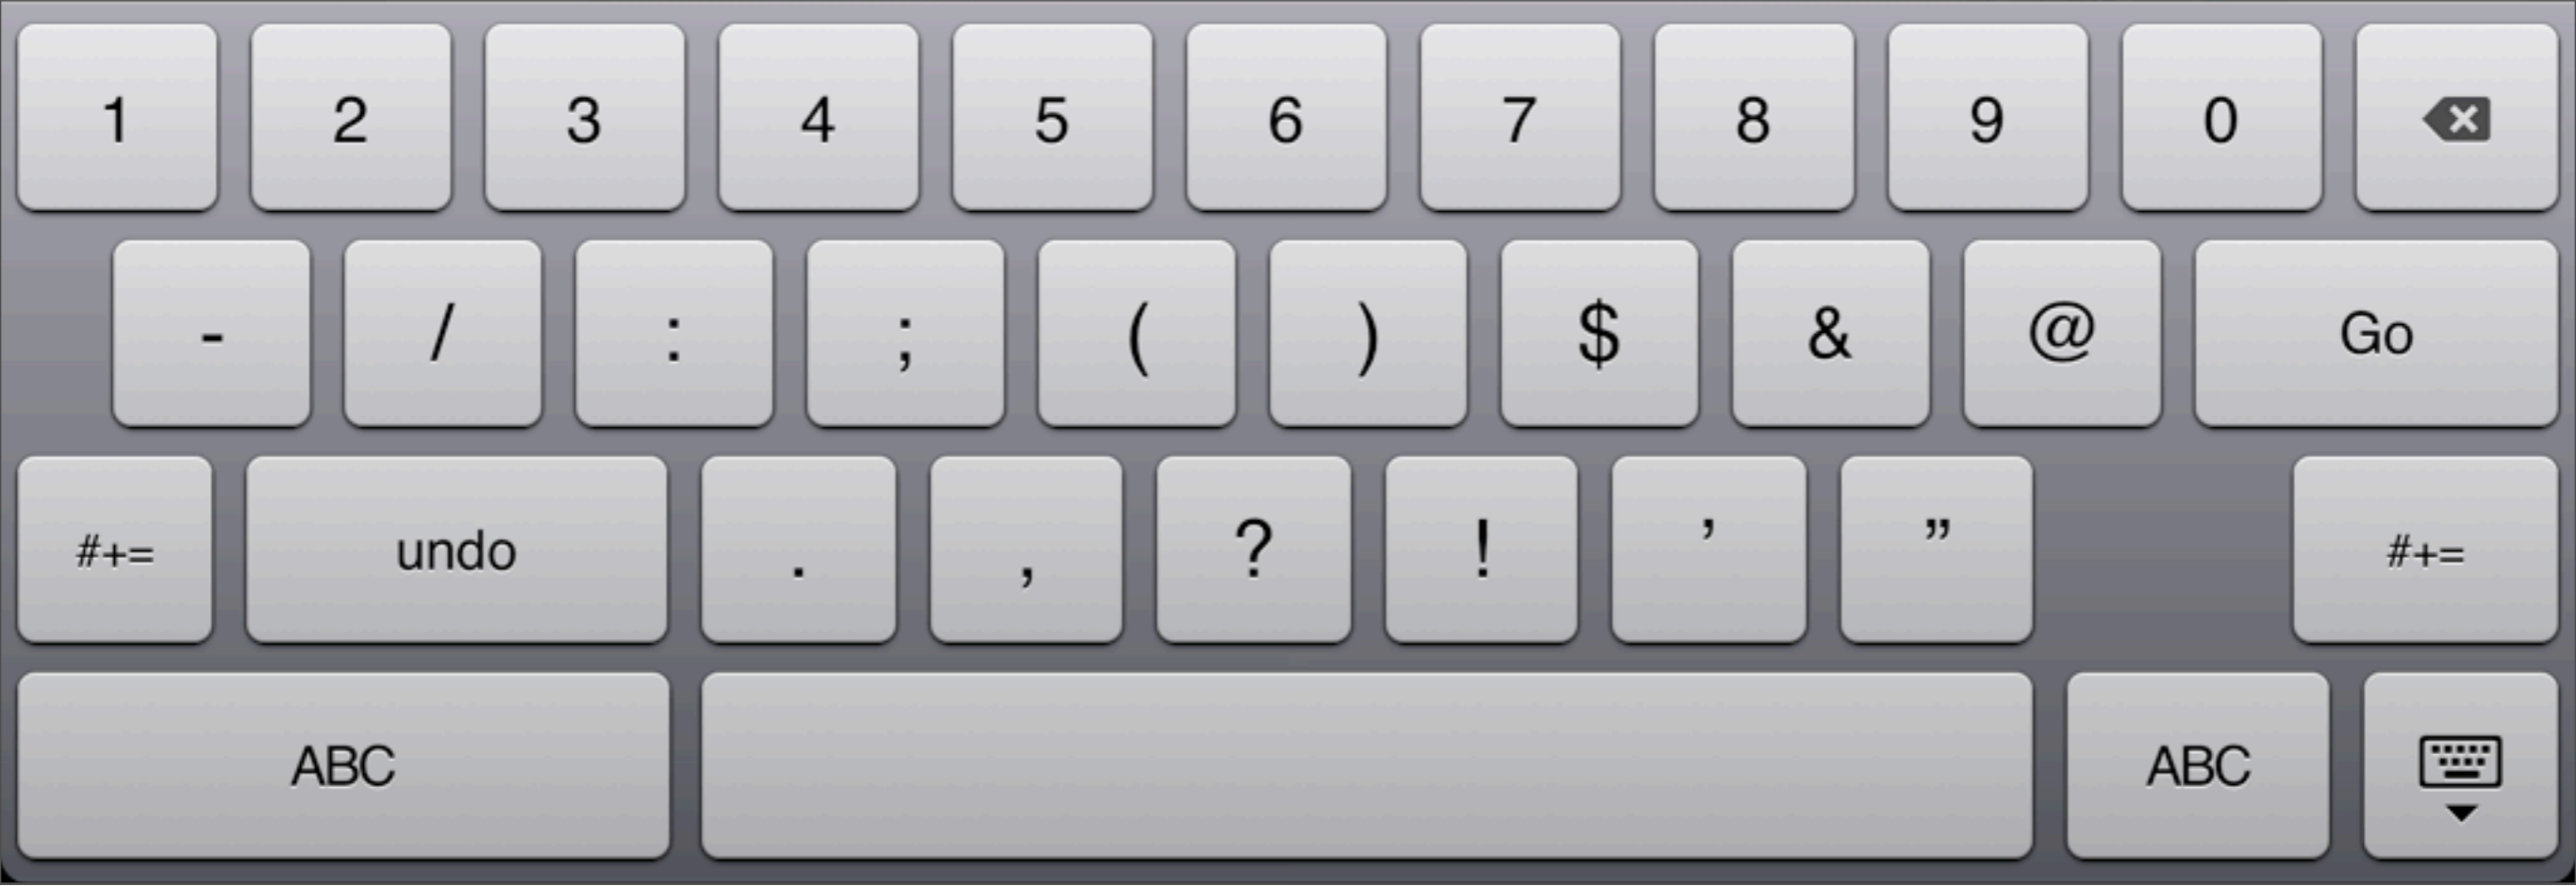 1 2 3 4 5 6 7 8 9 0
- / : ; ( ) $ & @ Go
#+= undo . , ? ! ’ ” #+=
ABC ABC